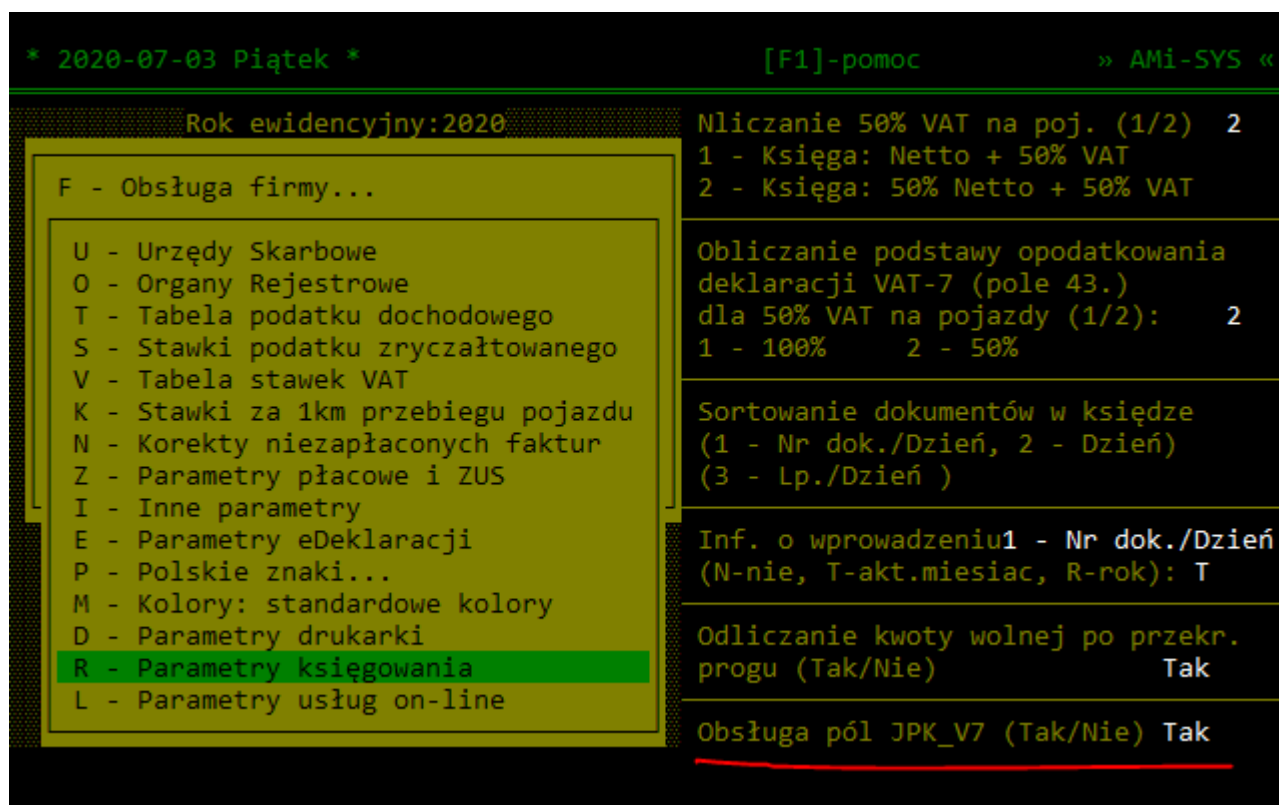 * 2020-07-03 Piątek * [F1]-pomoc » AMi-SYS «
Rok ewidencyjny:2020
F - Obsługa firmy...
U - Urzędy Skarbowe
O - Organy Rejestrowe
T - Tabela podatku dochodowego
S - Stawki podatku zryczałtowanego
V - Tabela stawek VAT
K - Stawki za 1km przebiegu pojazdu
N - Korekty niezapłaconych faktur
Z - Parametry płacowe i ZUS
I - Inne parametry
E - Parametry eDeklaracji
P - Polskie znaki...
M - Kolory: standardowe kolory
D - Parametry drukarki
R - Parametry księgowania
L - Parametry usług on-line
Nliczanie 50% VAT na poj. (1/2) 2
1 - Księga: Netto + 50% VAT
2 - Księga: 50% Netto + 50% VAT
Obliczanie podstawy opodatkowania
deklaracji VAT-7 (pole 43.)
dla 50% VAT na pojazdy (1/2): 2
1 - 100% 2 - 50%
Sortowanie dokumentów w księdze
(1 - Nr dok./Dzień, 2 - Dzień)
(3 - Lp./Dzień )
Inf. o wprowadzeniu1 - Nr dok./Dzień
(N-nie, T-akt.miesiac, R-rok): T
Odliczanie kwoty wolnej po przekr.
progu (Tak/Nie) Tak
Obsługa pól JPK_V7 (Tak/Nie) Tak